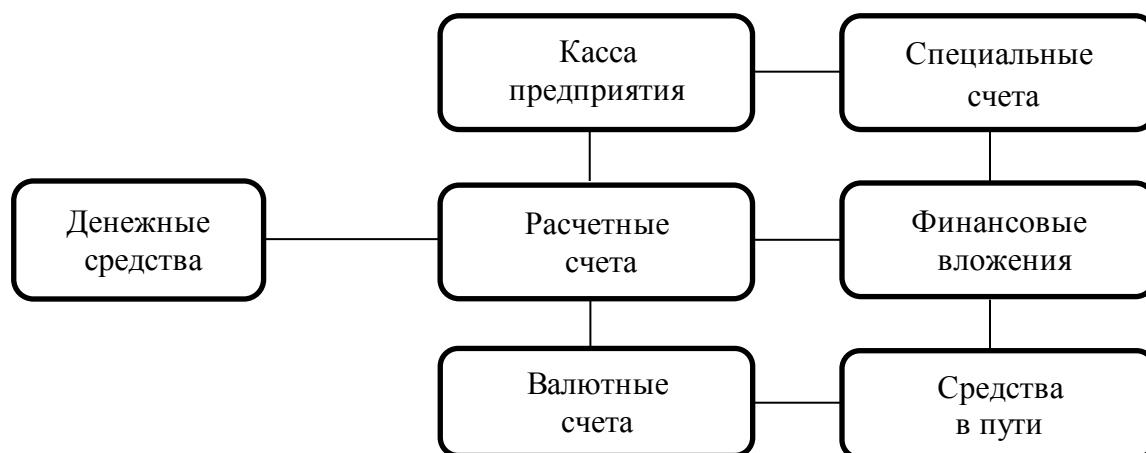 Касса
предприятия
Специальные
счета
Денежные
средства
Расчетные
счета
Финансовые
вложения
Валютные
счета
Средства
в пути